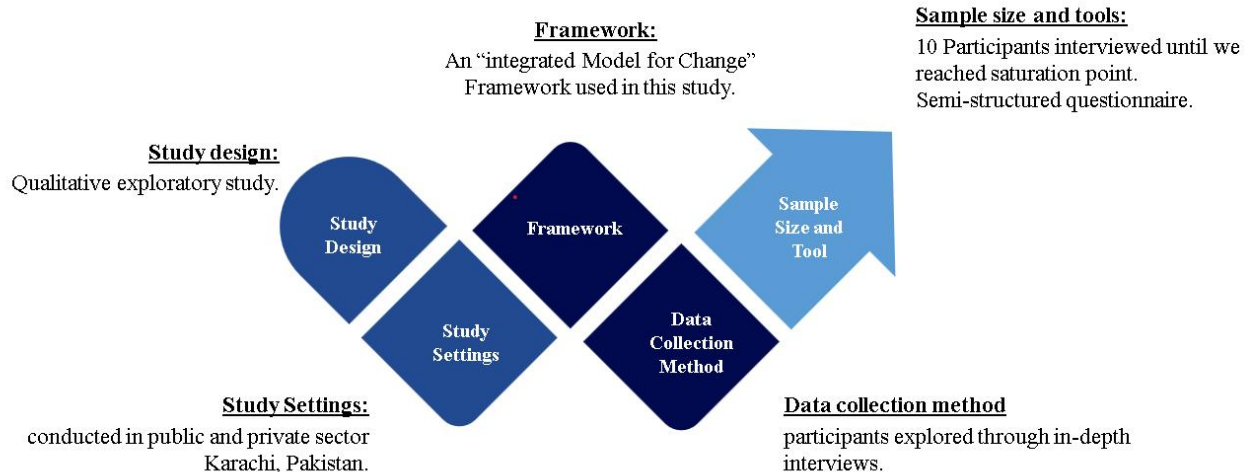 Study design:
Qualitative exploratory study.
Study
Design
Study Settings:
conducted in public and private sector
Karachi, Pakistan.
Study
Settings
Framework:
An “integrated Model for Change”
Framework used in this study.
Framework
Data collection method
participants explored through in-depth
interviews.
Data
Collection
Method
Sample size and tools:
10 Participants interviewed until we
reached saturation point.
Semi-structured questionnaire.
Sample
Size and
Tool